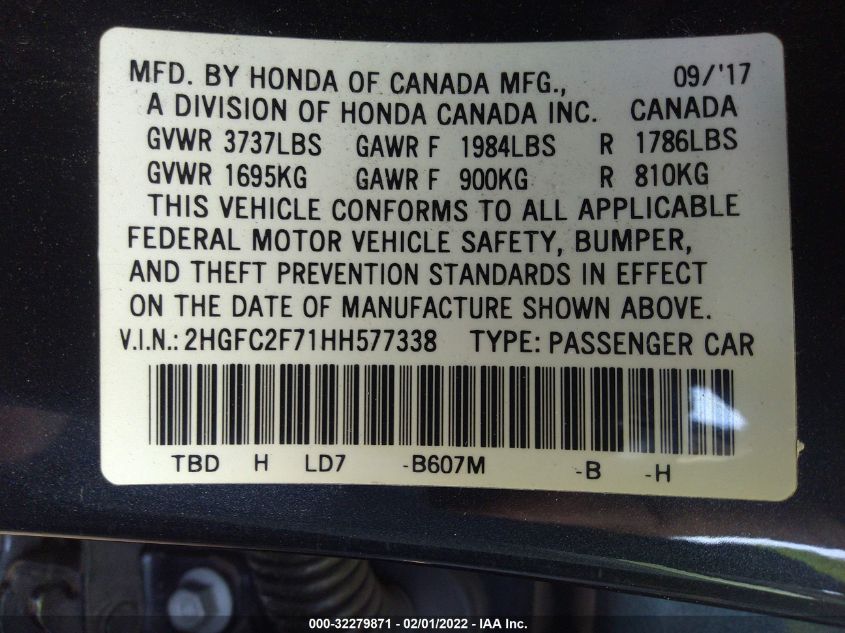 MFD. BY HONDA OF CANADA MFG., 09/'17
A DIVISION OF HONDA CANADA INC. CANADA
GVWR 3737LBS GAWR F 1984LBS R 1786LBS
GVWR 1695KG GAWR F 900KG R 810KG
THIS VEHICLE CONFORMS TO ALL APPLICABLE
FEDERAL MOTOR VEHICLE SAFETY, BUMPER,
AND THEFT PREVENTION STANDARDS IN EFFECT
ON THE DATE OF MANUFACTURE SHOWN ABOVE.
V.I.N.: 2HGFC2F71HH577338 TYPE: PASSENGER CAR
TBD H LD7 -B607M -B -H
000-32279871 - 02/01/2022 - IAA Inc.